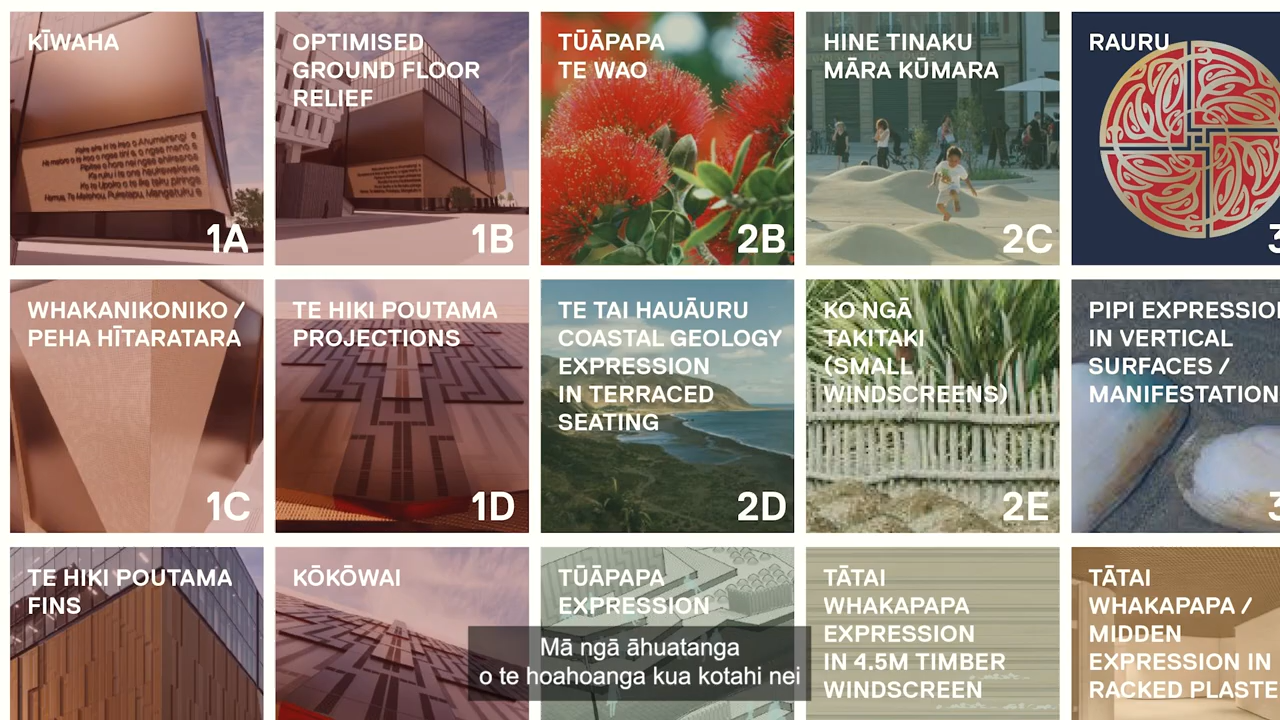 KĪWAHA
1A
OPTIMISED
GROUND FLOOR
RELIEF
1B
TŪĀPAPA
TE WAO
2B
HINE TINAKU
MĀRA KŪMARA
2C
RAURU
WHAKANIKONIKO /
PEHA HĪTARATARA
1C
TE HIKI POUTAMA
PROJECTIONS
1D
TE TAI HAUĀURU
COASTAL GEOLOGY
EXPRESSION
IN TERRACED
SEATING
2D
KO NGĀ
TAKITAKI
(SMALL
WINDSCREENS)
2E
PIPI EXPRESSION
IN VERTICAL
SURFACES /
MANIFESTATION
TE HIKI POUTAMA
FINS
KŌKŌWAI
TŪĀPAPA
EXPRESSION
TĀTAI
WHAKAPAPA
EXPRESSION
IN 4.5M TIMBER
WINDSCREEN
TĀTAI
WHAKAPAPA /
MIDDEN
EXPRESSION IN
RACKED PLASTE
Mā ngā āhuatanga
o te hoahoanga kua kotahi nei